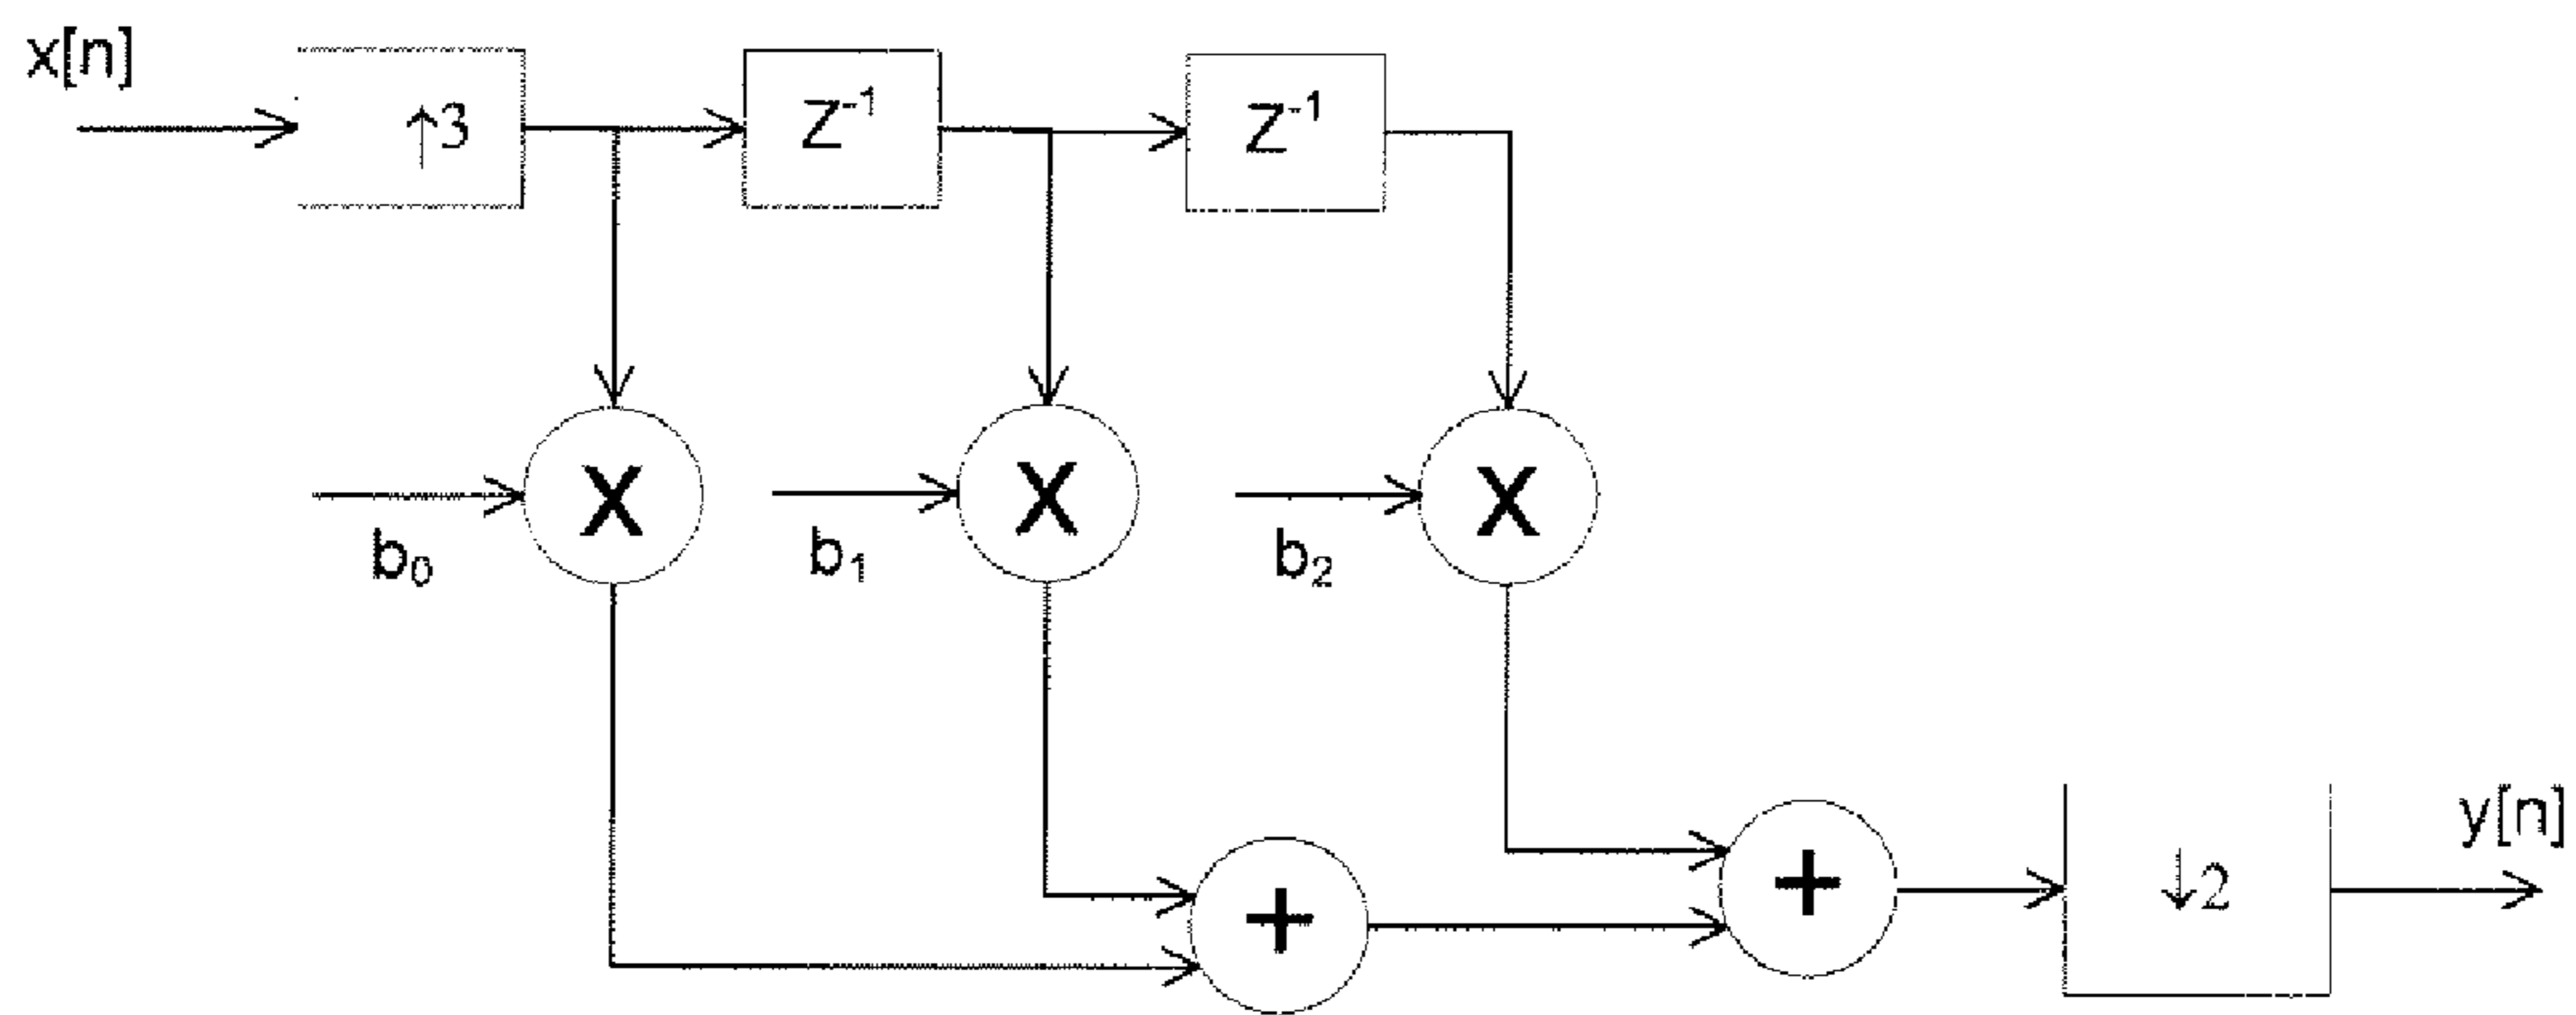 x[n]
↑3
Z⁻¹
Z⁻¹
X
X
X
b₀
b₁
b₂
+
+
↓2
y[n]